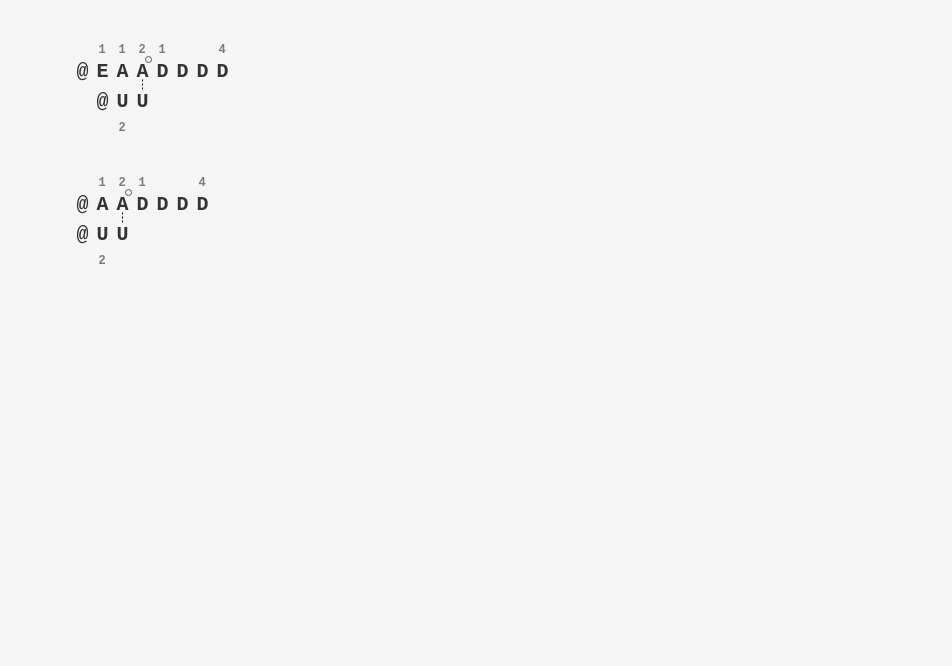 1 1 2 1 4
@ E A A D D D D
@ U U
2
1 2 1 4
@ A A D D D D
@ U U
2